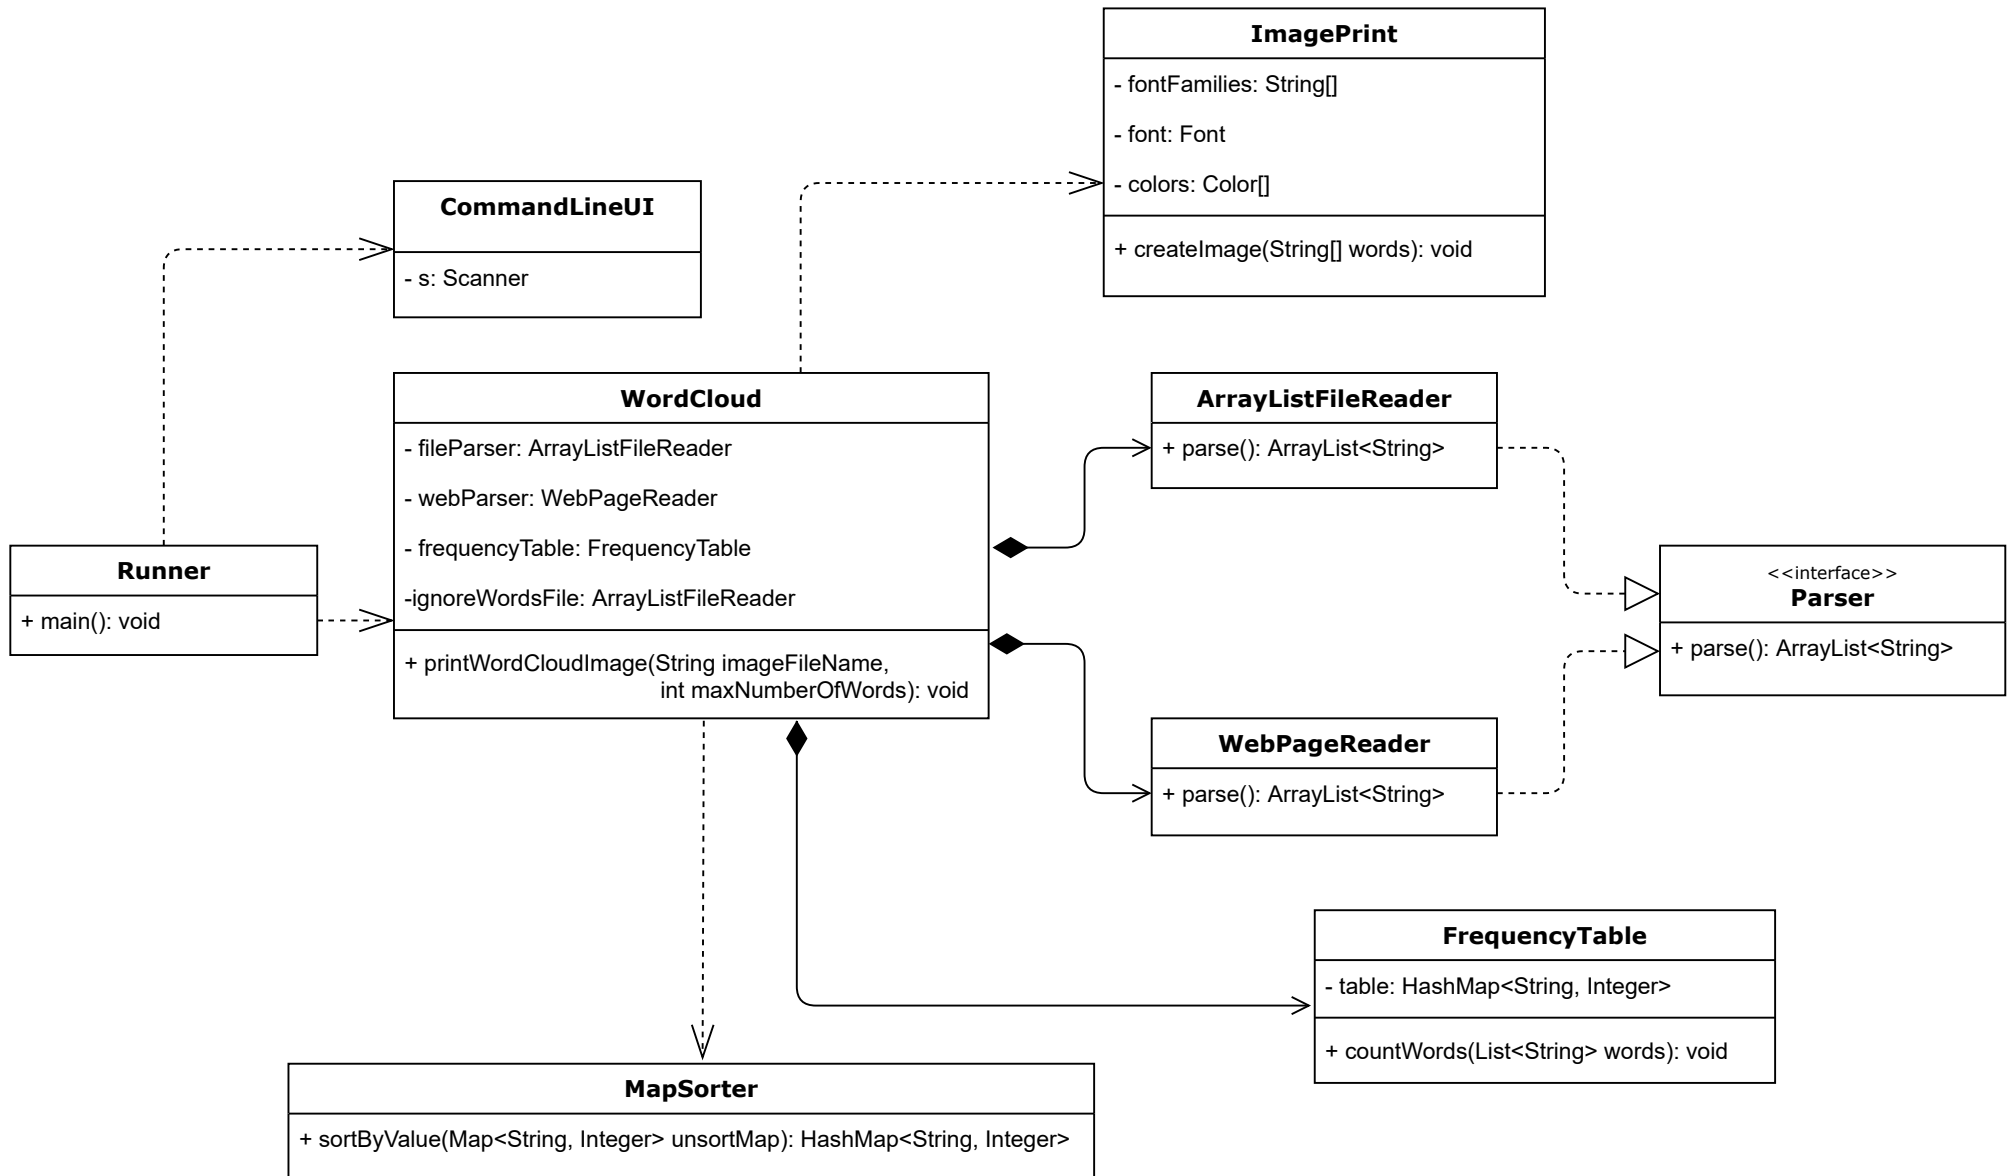 ImagePrint
- fontFamilies: String[]
- font: Font
- colors: Color[]
+ createImage(String[] words): void
CommandLineUI
- s: Scanner
WordCloud
- fileParser: ArrayListFileReader
- webParser: WebPageReader
- frequencyTable: FrequencyTable
-ignoreWordsFile: ArrayListFileReader
+ printWordCloudImage(String imageFileName,
int maxNumberOfWords): void
ArrayListFileReader
+ parse(): ArrayList<String>
Runner
+ main(): void
<<interface>>
Parser
+ parse(): ArrayList<String>
WebPageReader
+ parse(): ArrayList<String>
FrequencyTable
- table: HashMap<String, Integer>
+ countWords(List<String> words): void
MapSorter
+ sortByValue(Map<String, Integer> unsortMap): HashMap<String, Integer>